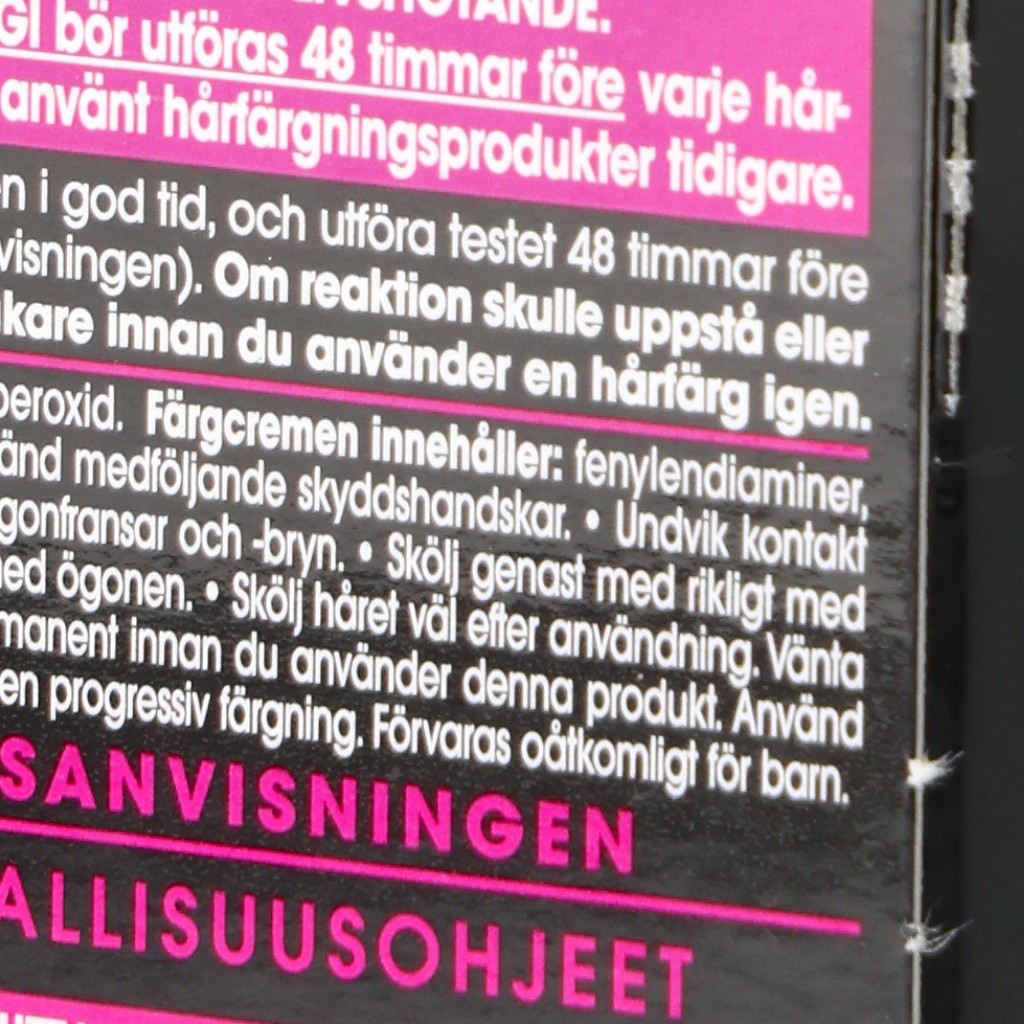 GI bör utföras 48 timmar före varje hår-
använt hårfärgningsprodukter tidigare.
en i god tid, och utföra testet 48 timmar före
visningen). Om reaktion skulle uppstå eller
kare innan du använder en hårfärg igen.
peroxid. Färgcremen innehåller: fenylendiaminer,
änd medföljande skyddshandskar. • Undvik kontakt
gonfransar och -bryn. • Skölj genast med rikligt med
ed ögonen. • Skölj håret väl efter användning. Vänta
manent innan du använder denna produkt. Använd
en progressiv färgning. Förvaras oåtkomligt för barn.
SANVISNINGEN
ALLISUUSOHJEET